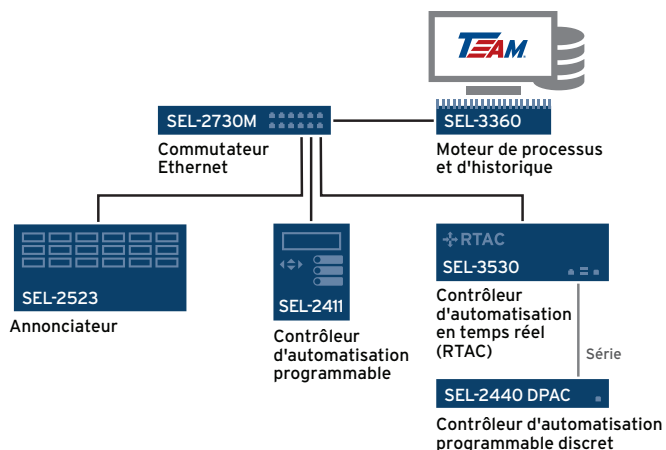 TEAM
SEL-2730M
SEL-3360
Commutateur
Ethernet
Moteur de processus
et d'historique
RTAC
SEL-2523
SEL-2411
SEL-3530
Annonciateur
Contrôleur
d'automatisation
programmable
Contrôleur
d'automatisation
en temps réel
(RTAC)
Série
SEL-2440 DPAC
Contrôleur d'automatisation
programmable discret